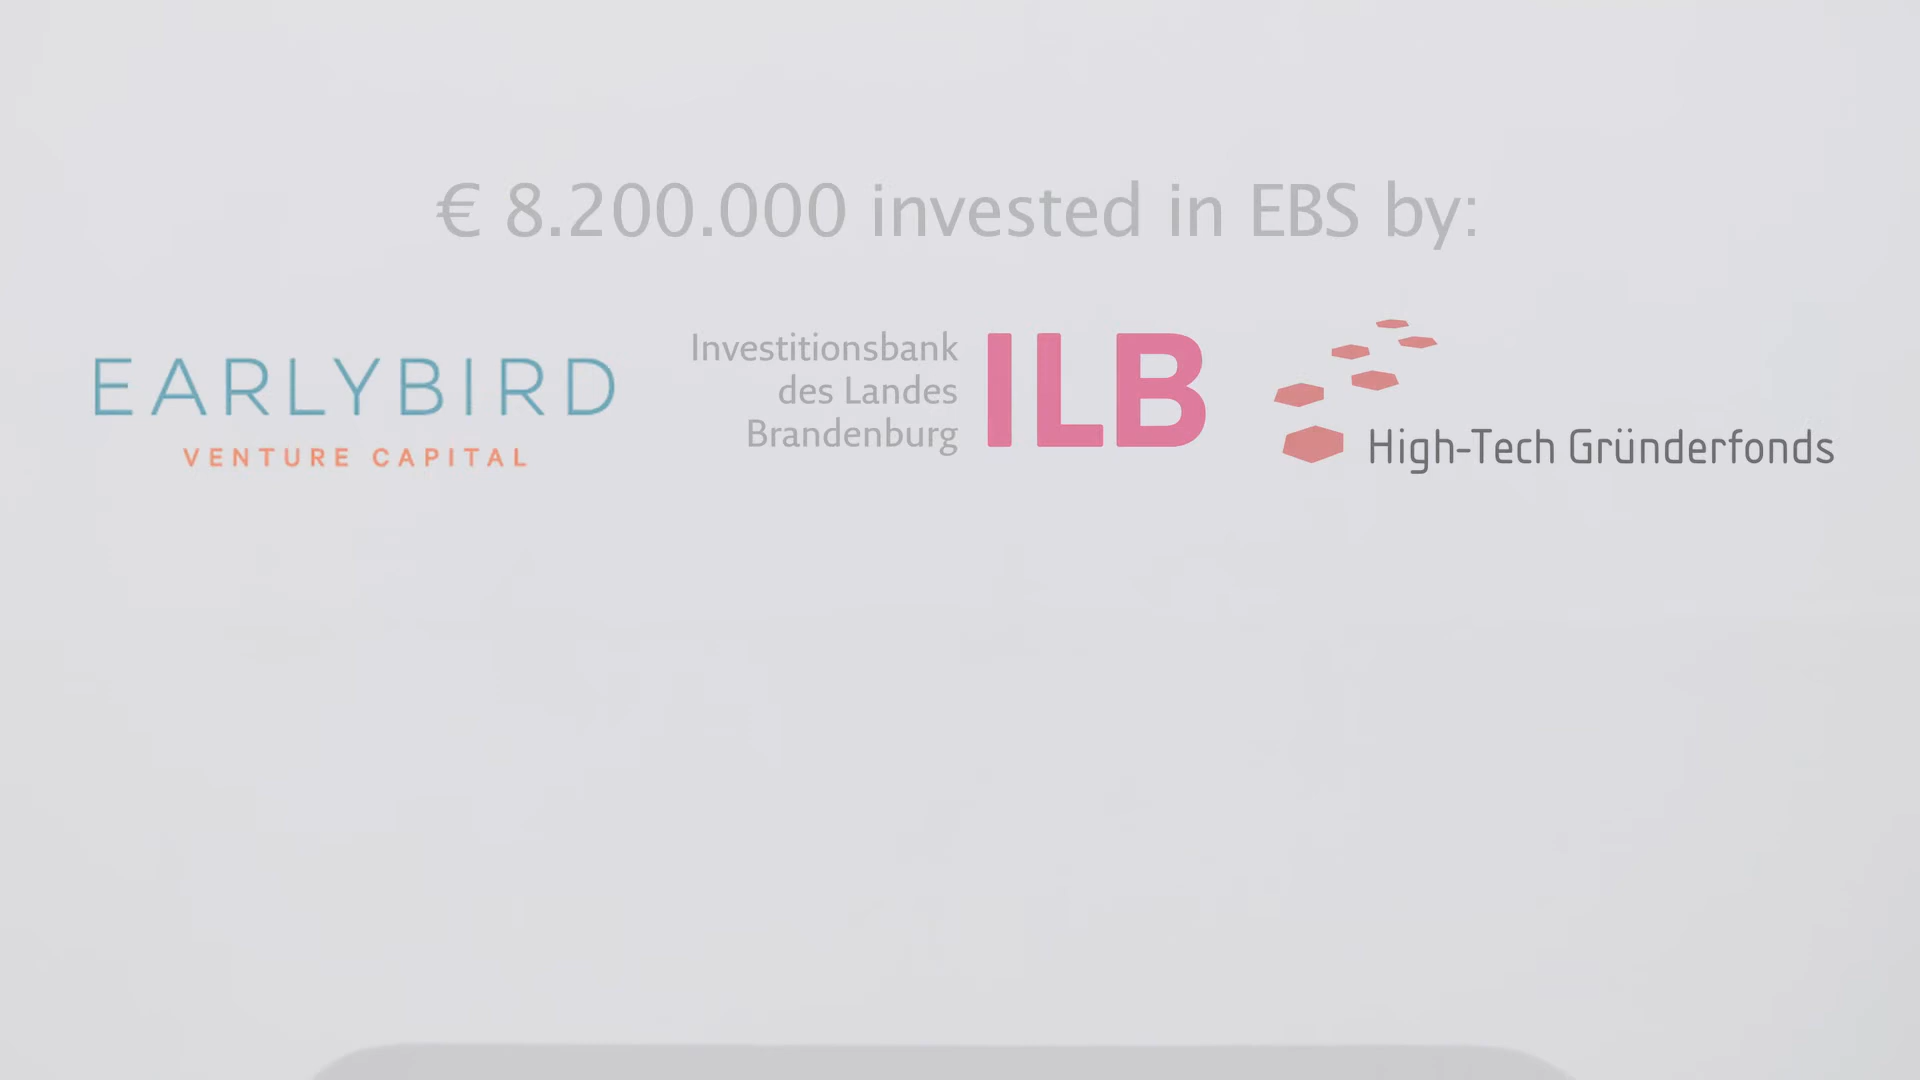 € 8.200.000 invested in EBS by:
EARLYBIRD
VENTURE CAPITAL
Investitionsbank
des Landes
Brandenburg
ILB
High-Tech Gründerfonds